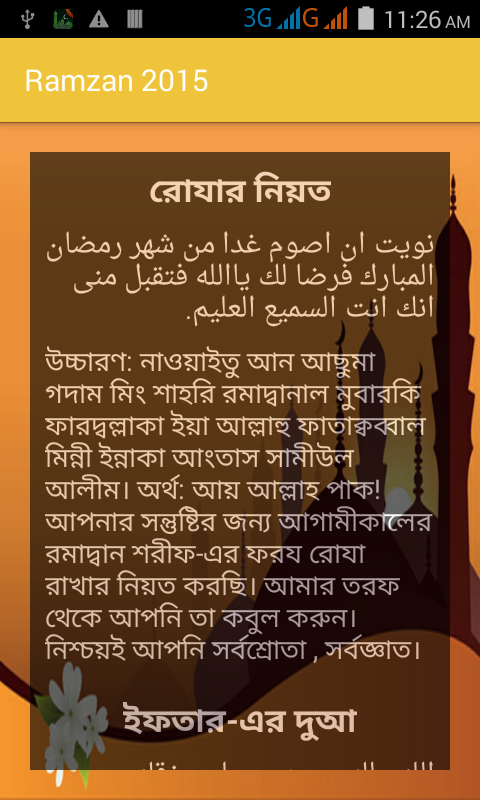 3G G 11:26 AM
Ramzan 2015
রোযার নিয়ত
نويت ان اصوم غدا من شهر رمضان
المبارك فرضا لك ياالله فتقبل منى
انك انت السميع العليم.
উচ্চারণ: নাওয়াইতু আন আছুমা
গদাম মিং শাহরি রমাদ্বানাল মুবারকি
ফারদ্বল্লাকা ইয়া আল্লাহু ফাতাক্বব্বাল
মিন্নী ইন্নাকা আংতাস সামীউল
আলীম। অর্থ: আয় আল্লাহ পাক!
আপনার সন্তুষ্টির জন্য আগামীকালের
রমাদ্বান শরীফ-এর ফরয রোযা
রাখার নিয়ত করছি। আমার তরফ
থেকে আপনি তা কবুল করুন।
নিশ্চয়ই আপনি সর্বশ্রোতা , সর্বজ্ঞাত।
ইফতার-এর দুআ